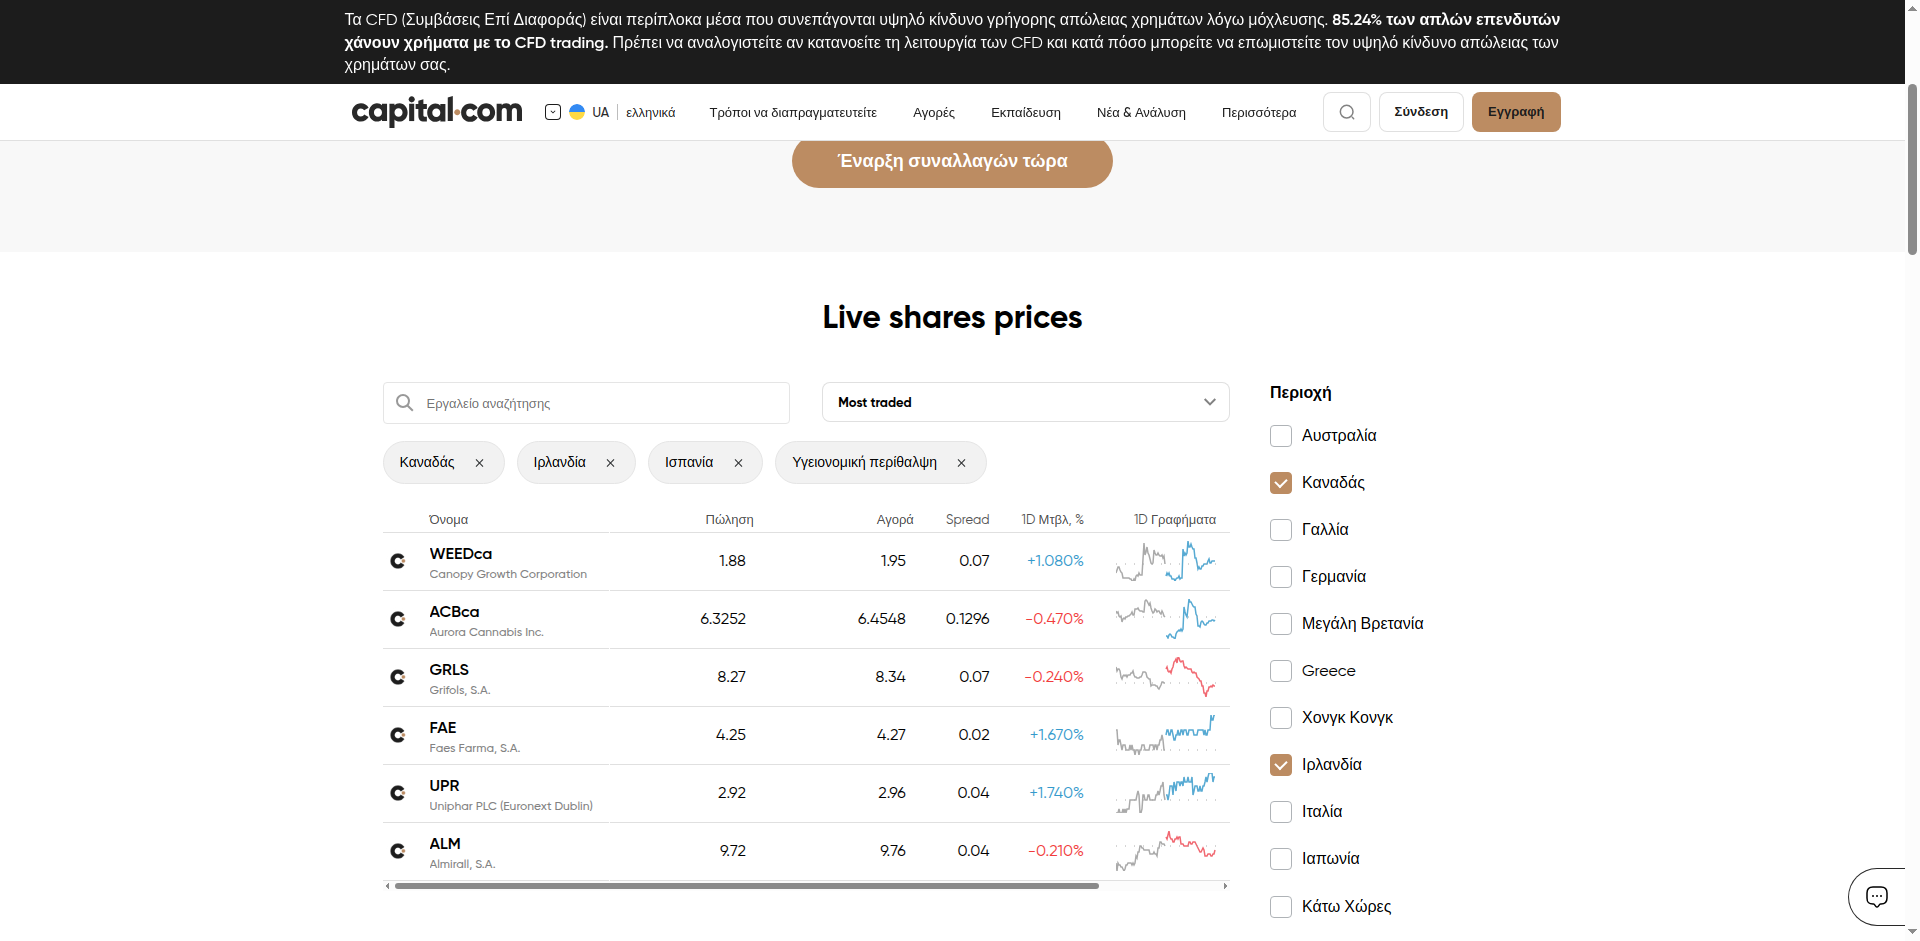 Τα CFD (Συμβάσεις Επί Διαφοράς) είναι περίπλοκα μέσα που συνεπάγονται υψηλό κίνδυνο γρήγορης απώλειας χρημάτων λόγω μόχλευσης. 85.24% των απλών επενδυτών
χάνουν χρήματα με το CFD trading. Πρέπει να αναλογιστείτε αν κατανοείτε τη λειτουργία των CFD και κατά πόσο μπορείτε να επωμιστείτε τον υψηλό κίνδυνο απώλειας των
χρημάτων σας.
capital.com UA ελληνικά Τρόποι να διαπραγματευτείτε Αγορές Εκπαίδευση Νέα & Ανάλυση Περισσότερα Σύνδεση Εγγραφή
Έναρξη συναλλαγών τώρα
Live shares prices
Εργαλείο αναζήτησης Most traded
Καναδάς Ιρλανδία Ισπανία Υγειονομική περίθαλψη
Όνομα Πώληση Αγορά Spread 1D Μτβλ, % 1D Γραφήματα
WEEDca 1.88 1.95 0.07 +1.080%
Canopy Growth Corporation
ACBca 6.3252 6.4548 0.1296 -0.470%
Aurora Cannabis Inc.
GRLS 8.27 8.34 0.07 -0.240%
Grifols, S.A.
FAE 4.25 4.27 0.02 +1.670%
Faes Farma, S.A.
UPR 2.92 2.96 0.04 +1.740%
Uniphar PLC (Euronext Dublin)
ALM 9.72 9.76 0.04 -0.210%
Almirall, S.A.
Περιοχή
Αυστραλία
Καναδάς
Γαλλία
Γερμανία
Μεγάλη Βρετανία
Greece
Χονγκ Κονγκ
Ιρλανδία
Ιταλία
Ιαπωνία
Κάτω Χώρες